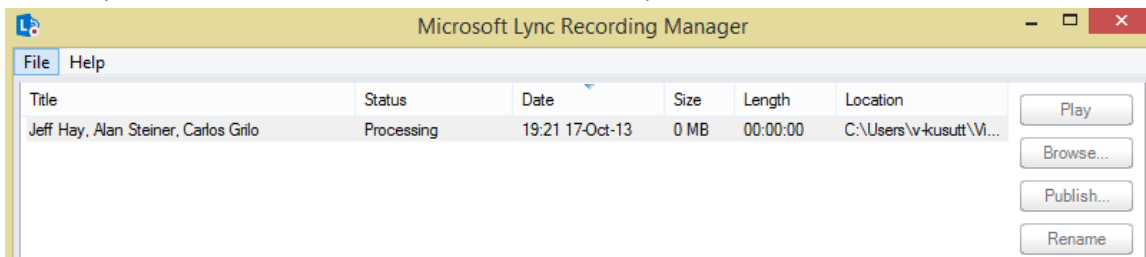 Microsoft Lync Recording Manager
File Help
Title Status Date Size Length Location
Jeff Hay, Alan Steiner, Carlos Grilo Processing 19:21 17-Oct-13 0 MB 00:00:00 C:\Users\v-kusutt\Vi...
Play
Browse...
Publish...
Rename